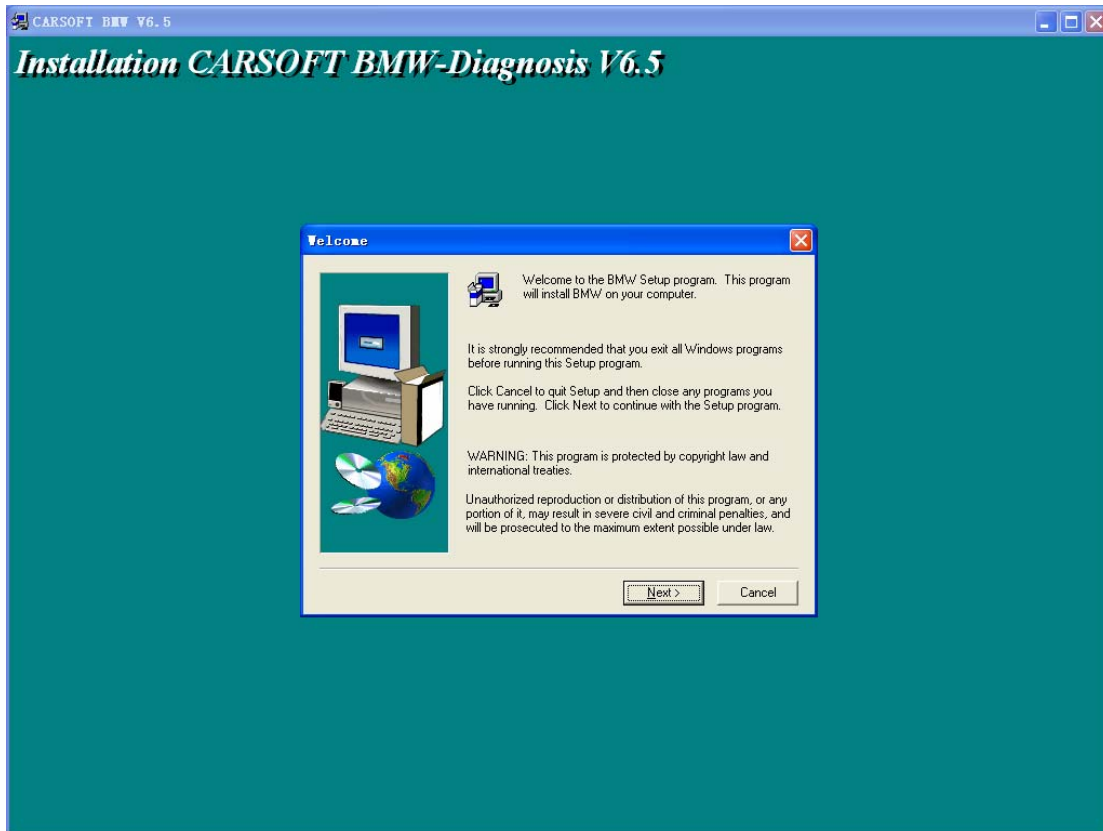 CARSOFT BMW V6.5
Installation CARSOFT BMW-Diagnosis V6.5
Welcome
Welcome to the BMW Setup program. This program
will install BMW on your computer.
It is strongly recommended that you exit all Windows programs
before running this Setup program.
Click Cancel to quit Setup and then close any programs you
have running. Click Next to continue with the Setup program.
WARNING: This program is protected by copyright law and
international treaties.
Unauthorized reproduction or distribution of this program, or any
portion of it, may result in severe civil and criminal penalties, and
will be prosecuted to the maximum extent possible under law.
Next >
Cancel